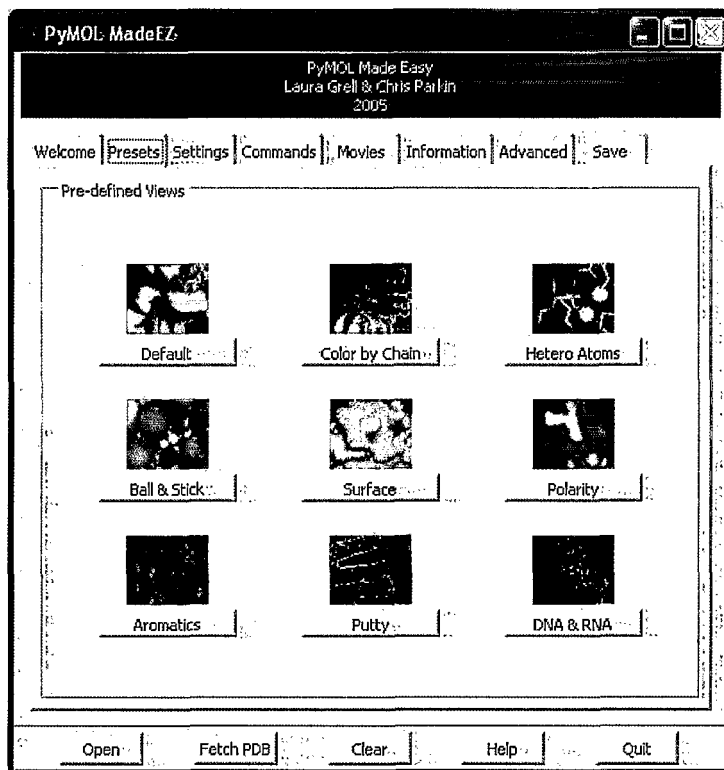 PyMOL MadeEZ
PyMOL Made Easy
Laura Grell & Chris Parkin
2005
Welcome Presets Settings Commands Movies Information Advanced Save
Pre-defined Views
Default Color by Chain Hetero Atoms
Ball & Stick Surface Polarity
Aromatics Putty DNA & RNA
Open Fetch PDB Clear Help Quit